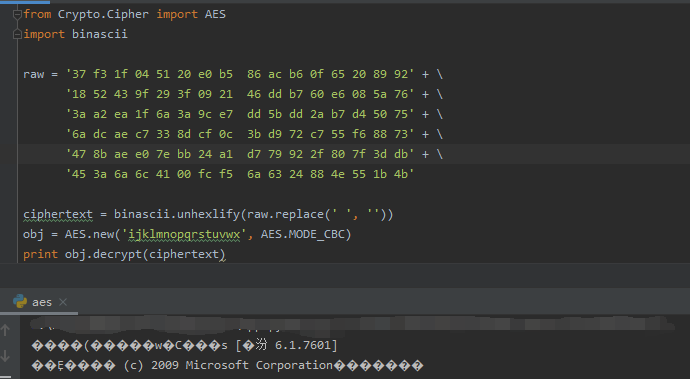 from Crypto.Cipher import AES
import binascii
raw = '37 f3 1f 04 51 20 e0 b5  86 ac b6 0f 65 20 89 92' + \
'18 52 43 9f 29 3f 09 21  46 dd b7 60 e6 08 5a 76' + \
'3a a2 ea 1f 6a 3a 9c e7  dd 5b dd 2a b7 d4 50 75' + \
'6a dc ae c7 33 8d cf 0c  3b d9 72 c7 55 f6 88 73' + \
'47 8b ae e0 7e bb 24 a1  d7 79 92 2f 80 7f 3d db' + \
'45 3a 6a 6c 41 00 fc f5  6a 63 24 88 4e 55 1b 4b'
ciphertext = binascii.unhexlify(raw.replace(' ', ''))
obj = AES.new('ijklmnopqrstuvwx', AES.MODE_CBC)
print obj.decrypt(ciphertext)
aes
����(�����w�C���s [�汾 6.1.7601]
��Ȩ���� (c) 2009 Microsoft Corporation�������